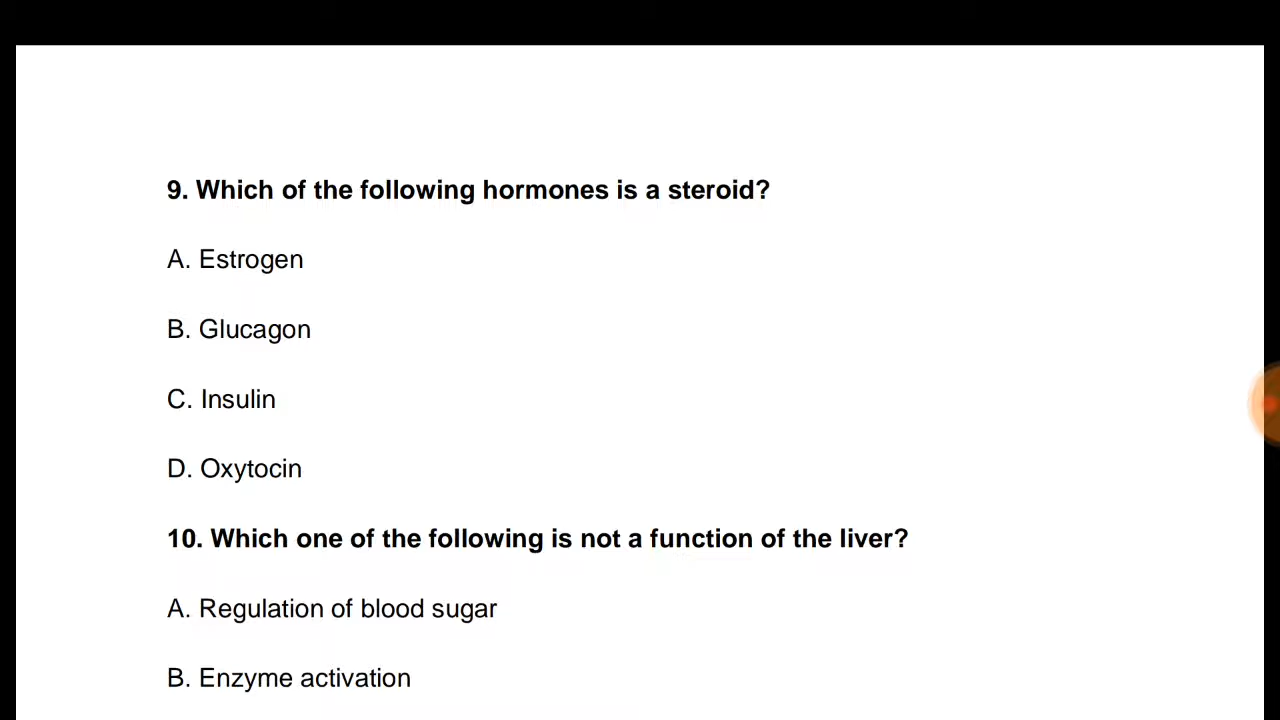 9. Which of the following hormones is a steroid?
A. Estrogen
B. Glucagon
C. Insulin
D. Oxytocin
10. Which one of the following is not a function of the liver?
A. Regulation of blood sugar
B. Enzyme activation